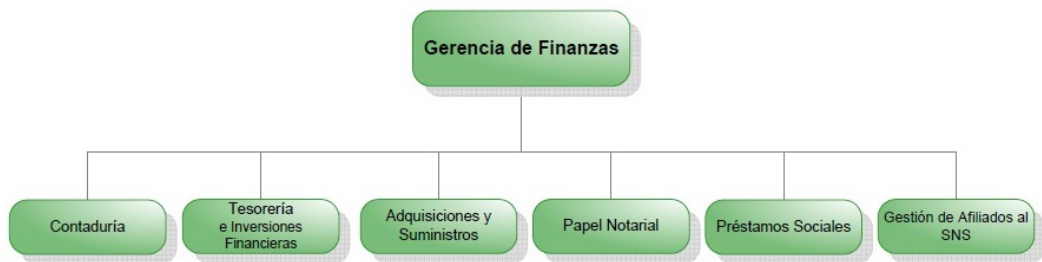 Gerencia de Finanzas
Contaduría
Tesorería
e Inversiones
Financieras
Adquisiciones y
Suministros
Papel Notarial
Préstamos Sociales
Gestión de Afiliados al
SNS